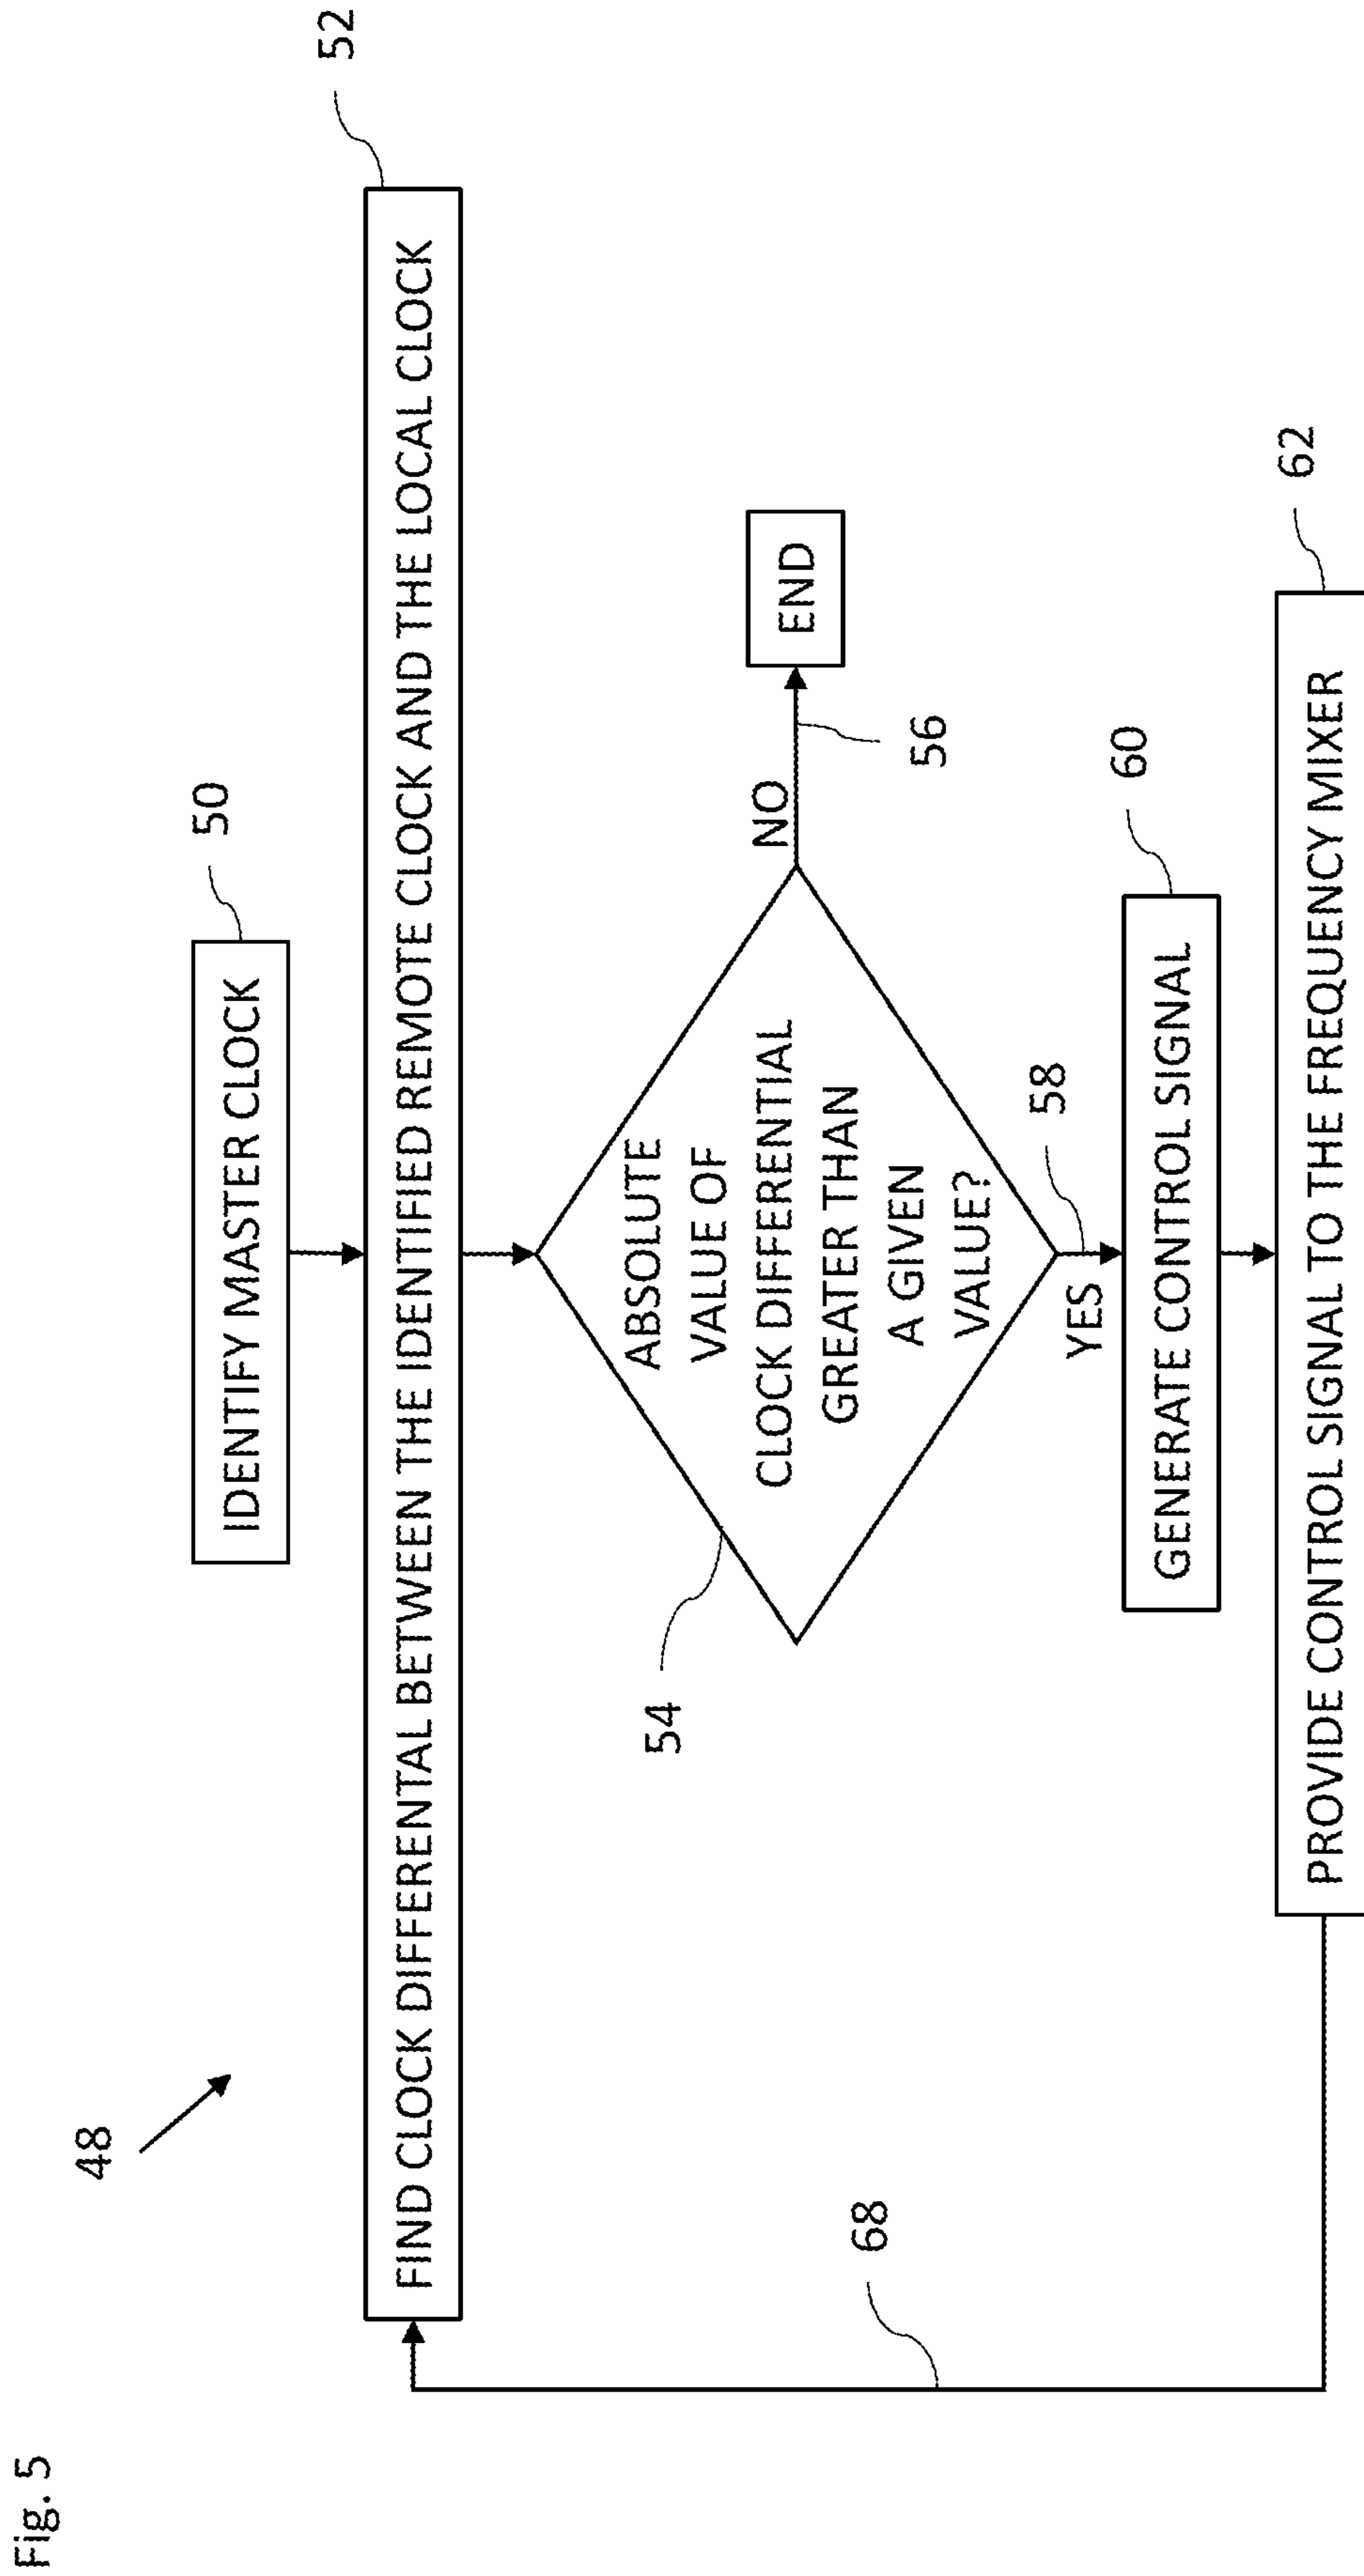 Fig. 5
48
50
IDENTIFY MASTER CLOCK
52
FIND CLOCK DIFFERENTAL BETWEEN THE IDENTIFIED REMOTE CLOCK AND THE LOCAL CLOCK
54
ABSOLUTE
VALUE OF
CLOCK DIFFERENTIAL
GREATER THAN
A GIVEN
VALUE?
NO
56
END
YES
58
60
GENERATE CONTROL SIGNAL
62
PROVIDE CONTROL SIGNAL TO THE FREQUENCY MIXER
68